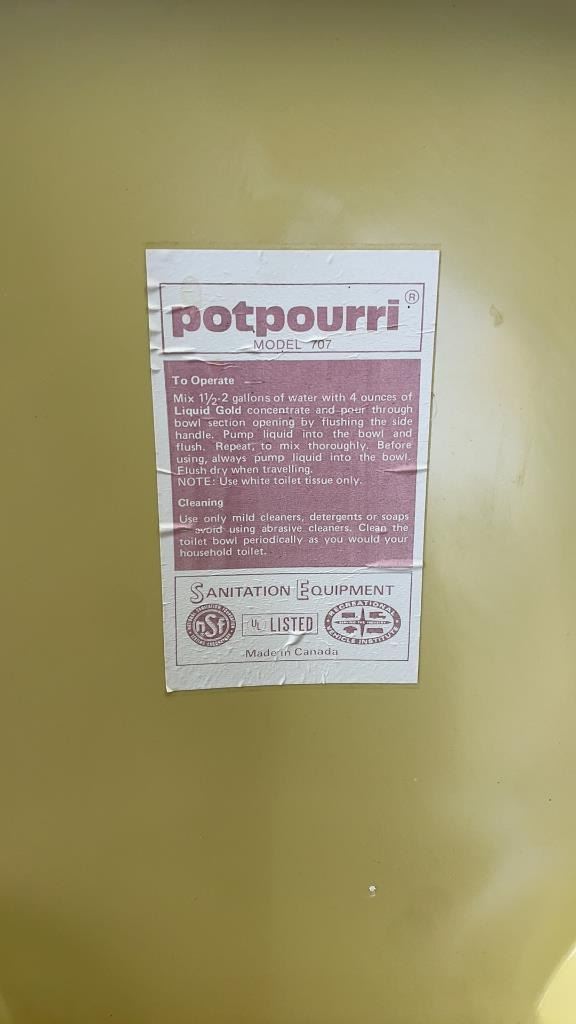 potpourri®
MODEL 707
To Operate
Mix 1½-2 gallons of water with 4 ounces of
Liquid Gold concentrate and pour through
bowl section opening by flushing the side
handle. Pump liquid into the bowl and
flush. Repeat, to mix thoroughly. Before
using, always pump liquid into the bowl.
Flush dry when travelling.
NOTE: Use white toilet tissue only.
Cleaning
Use only mild cleaners, detergents or soaps
avoid using abrasive cleaners. Clean the
toilet bowl periodically as you would your
household toilet.
SANITATION EQUIPMENT
nsf
UL LISTED
RECREATIONAL
VEHICLE INSTITUTE
Made in Canada